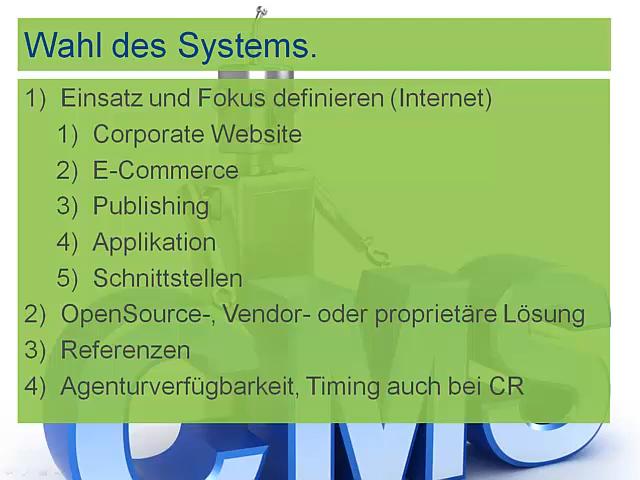 Wahl des Systems.
1) Einsatz und Fokus definieren (Internet)
1) Corporate Website
2) E-Commerce
3) Publishing
4) Applikation
5) Schnittstellen
2) OpenSource-, Vendor- oder proprietäre Lösung
3) Referenzen
4) Agenturverfügbarkeit, Timing auch bei CR
CMS